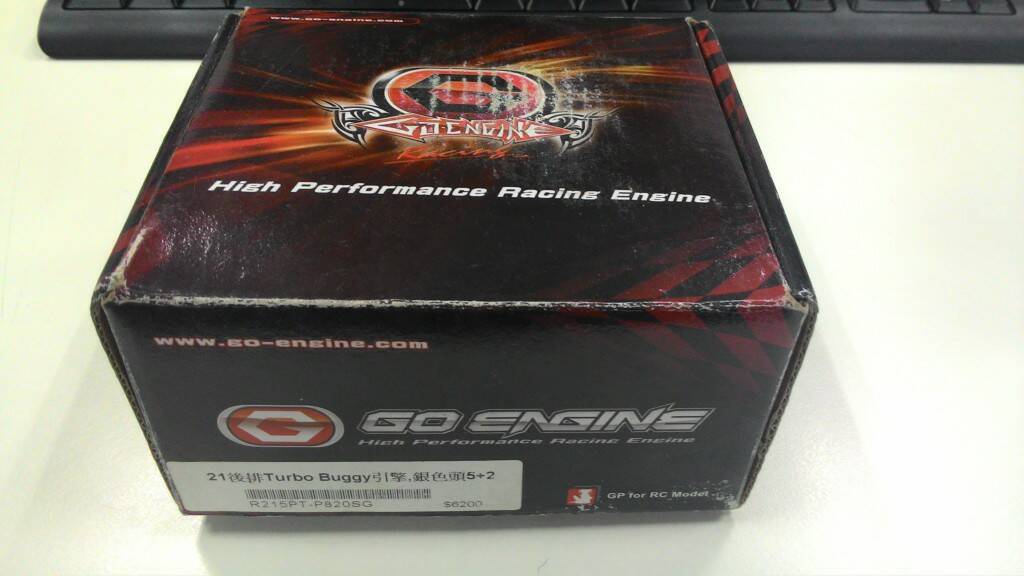 www.go-engine.com
GO ENGINE
Racing
High Performance Racing Engine
www.go-engine.com
G GO ENGINE
High Performance Racing Engine
21後排Turbo Buggy引擎,銀色頭5+2
R215PT-P820SG $6200
GP for RC Model